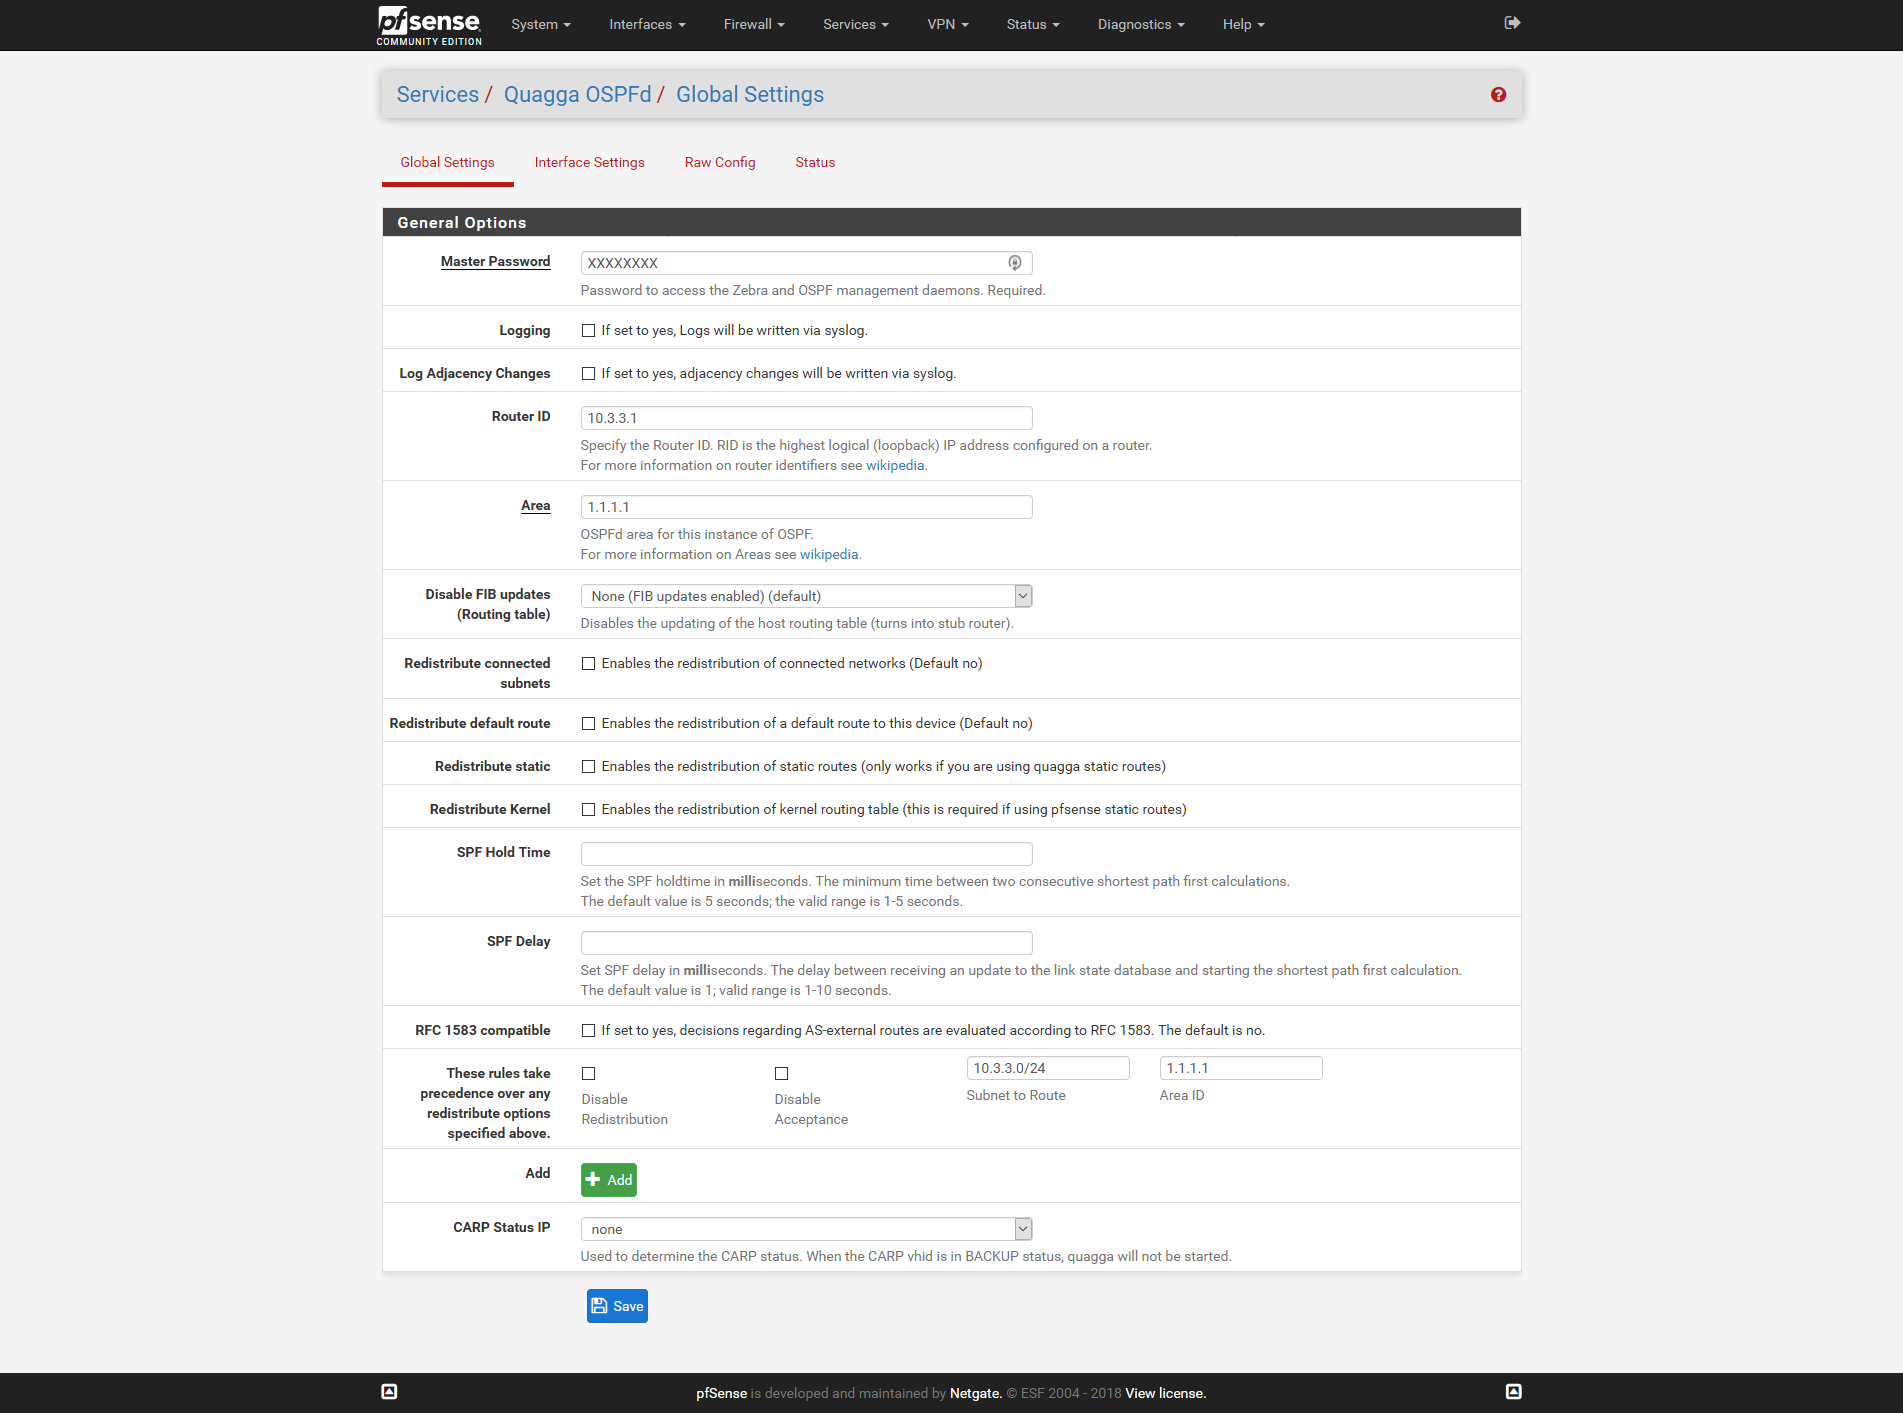 pfsense
COMMUNITY EDITION
System Interfaces Firewall Services VPN Status Diagnostics Help
Services / Quagga OSPFd / Global Settings
Global Settings Interface Settings Raw Config Status
General Options
Master Password XXXXXXXX
Password to access the Zebra and OSPF management daemons. Required.
Logging If set to yes, Logs will be written via syslog.
Log Adjacency Changes If set to yes, adjacency changes will be written via syslog.
Router ID 10.3.3.1
Specify the Router ID. RID is the highest logical (loopback) IP address configured on a router.
For more information on router identifiers see wikipedia.
Area 1.1.1.1
OSPFd area for this instance of OSPF.
For more information on Areas see wikipedia.
Disable FIB updates
(Routing table)
None (FIB updates enabled) (default)
Disables the updating of the host routing table (turns into stub router).
Redistribute connected
subnets
Enables the redistribution of connected networks (Default no)
Redistribute default route Enables the redistribution of a default route to this device (Default no)
Redistribute static Enables the redistribution of static routes (only works if you are using quagga static routes)
Redistribute Kernel Enables the redistribution of kernel routing table (this is required if using pfsense static routes)
SPF Hold Time
Set the SPF holdtime in milliseconds. The minimum time between two consecutive shortest path first calculations.
The default value is 5 seconds; the valid range is 1-5 seconds.
SPF Delay
Set SPF delay in milliseconds. The delay between receiving an update to the link state database and starting the shortest path first calculation.
The default value is 1; valid range is 1-10 seconds.
RFC 1583 compatible If set to yes, decisions regarding AS-external routes are evaluated according to RFC 1583. The default is no.
These rules take
precedence over any
redistribute options
specified above.
Disable
Redistribution
Disable
Acceptance
10.3.3.0/24
Subnet to Route
1.1.1.1
Area ID
Add Add
CARP Status IP none
Used to determine the CARP status. When the CARP vhid is in BACKUP status, quagga will not be started.
Save
pfSense is developed and maintained by Netgate. © ESF 2004 - 2018 View license.